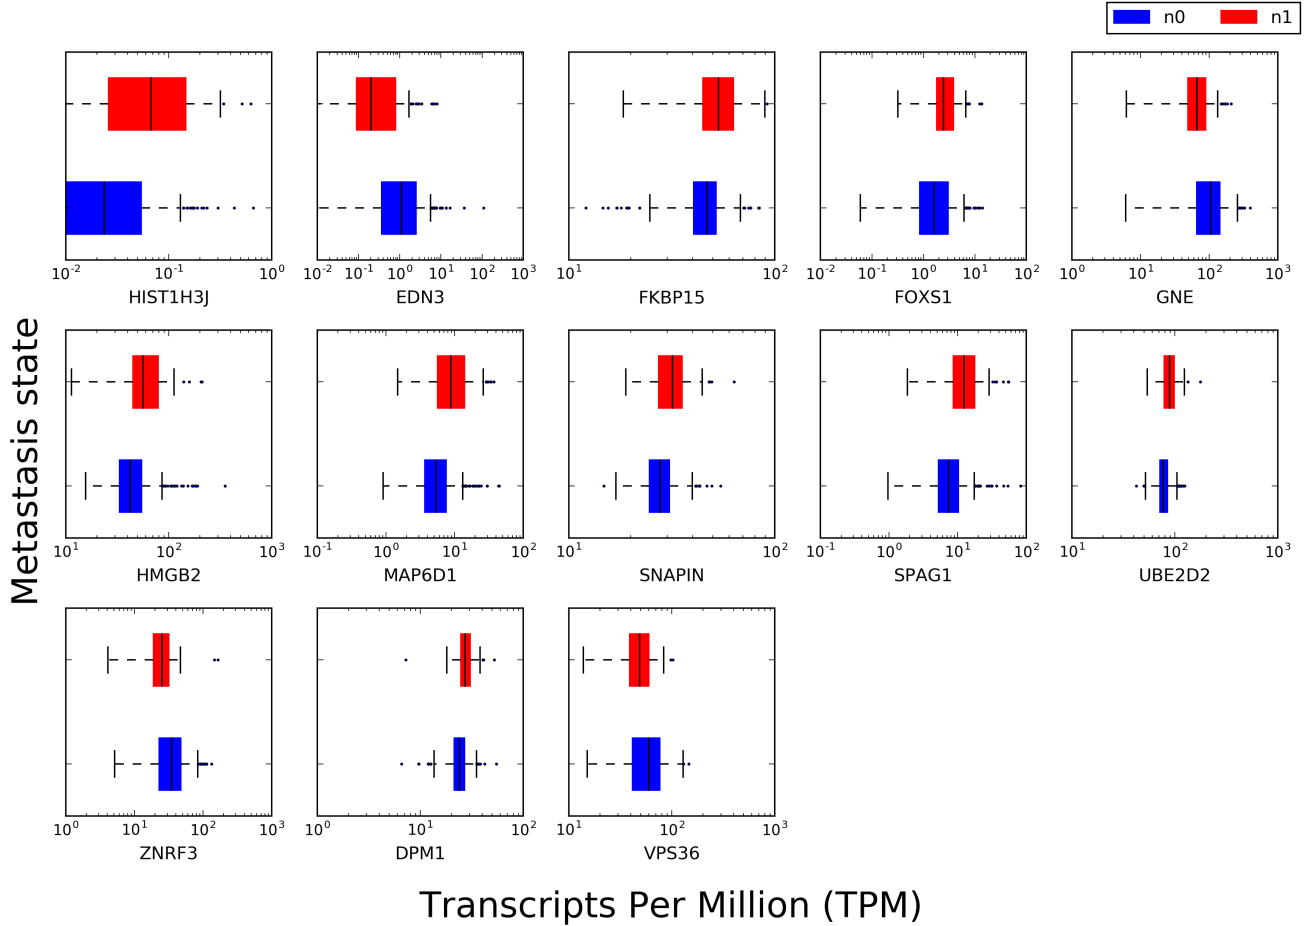 n0 n1
10^-2 10^-1 10^0 10^-2 10^-1 10^0 10^1 10^2 10^3 10^1 10^2 10^-2 10^-1 10^0 10^1 10^2 10^0 10^1 10^2 10^3
HIST1H3J EDN3 FKBP15 FOXS1 GNE
Metastasis state
10^1 10^2 10^3 10^-1 10^0 10^1 10^2 10^1 10^2 10^-1 10^0 10^1 10^2 10^1 10^2 10^3
HMGB2 MAP6D1 SNAPIN SPAG1 UBE2D2
10^0 10^1 10^2 10^3 10^0 10^1 10^2 10^1 10^2 10^3
ZNRF3 DPM1 VPS36
Transcripts Per Million (TPM)